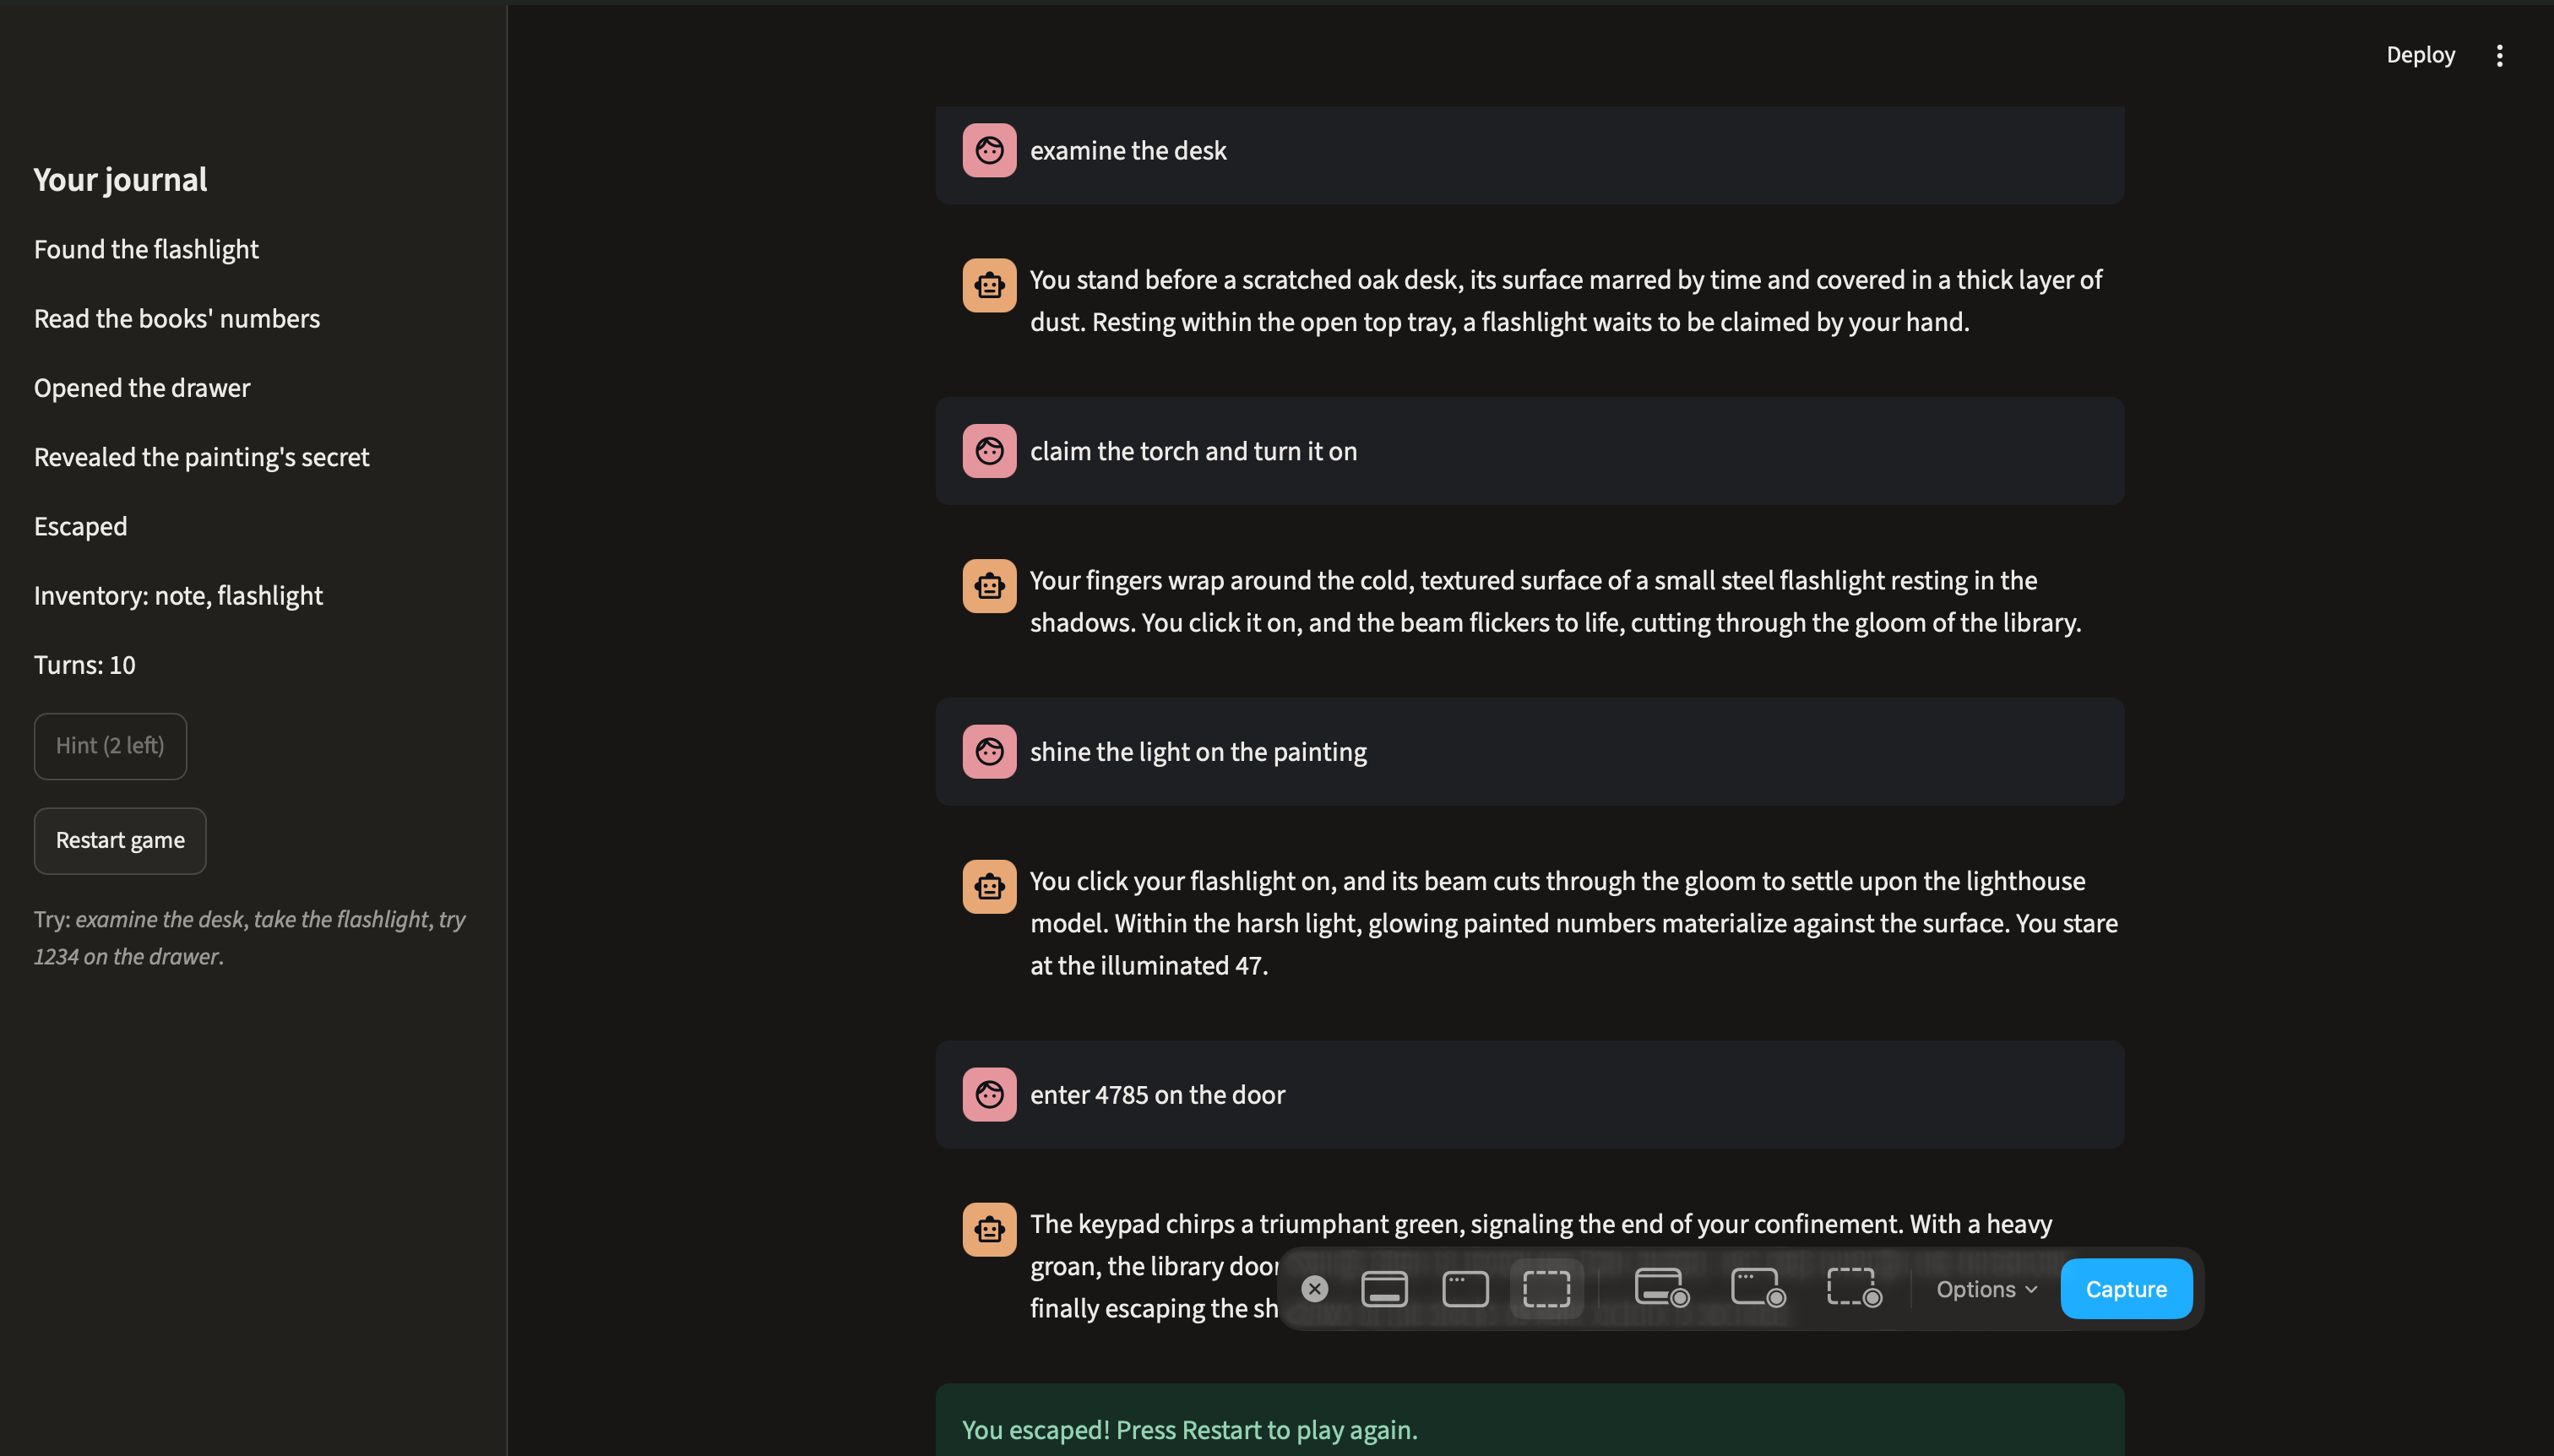 Deploy
Your journal
Found the flashlight
Read the books' numbers
Opened the drawer
Revealed the painting's secret
Escaped
Inventory: note, flashlight
Turns: 10
Hint (2 left)
Restart game
Try: examine the desk, take the flashlight, try
1234 on the drawer.
examine the desk
You stand before a scratched oak desk, its surface marred by time and covered in a thick layer of
dust. Resting within the open top tray, a flashlight waits to be claimed by your hand.
claim the torch and turn it on
Your fingers wrap around the cold, textured surface of a small steel flashlight resting in the
shadows. You click it on, and the beam flickers to life, cutting through the gloom of the library.
shine the light on the painting
You click your flashlight on, and its beam cuts through the gloom to settle upon the lighthouse
model. Within the harsh light, glowing painted numbers materialize against the surface. You stare
at the illuminated 47.
enter 4785 on the door
The keypad chirps a triumphant green, signaling the end of your confinement. With a heavy
groan, the library door
finally escaping the sh
Options
Capture
You escaped! Press Restart to play again.